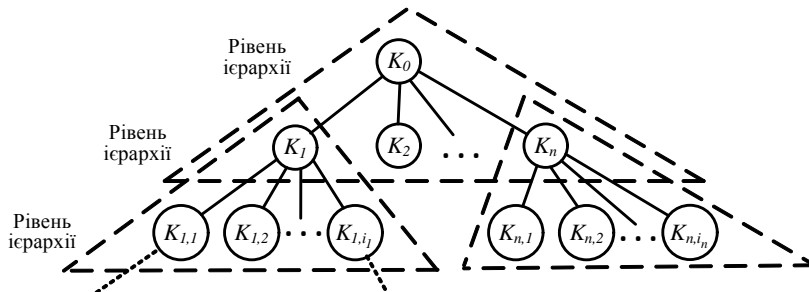 Рівень
ієрархії
K0
Рівень
ієрархії
K1
K2
...
Kn
Рівень
ієрархії
K1,1
K1,2
...
K1,i1
Kn,1
Kn,2
...
Kn,in